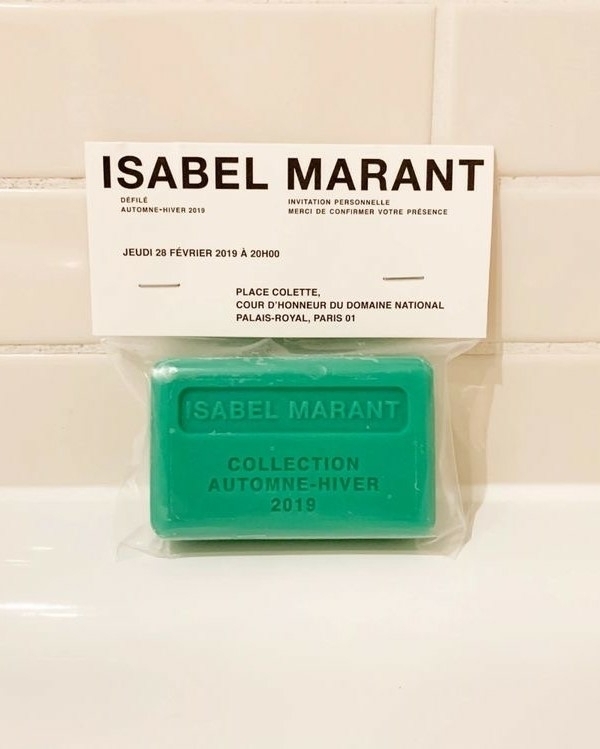 ISABEL MARANT
DÉFILÉ
AUTOMNE-HIVER 2019
INVITATION PERSONNELLE
MERCI DE CONFIRMER VOTRE PRÉSENCE
JEUDI 28 FÉVRIER 2019 À 20H00
PLACE COLETTE,
COUR D'HONNEUR DU DOMAINE NATIONAL
PALAIS-ROYAL, PARIS 01
ISABEL MARANT
COLLECTION
AUTOMNE-HIVER
2019